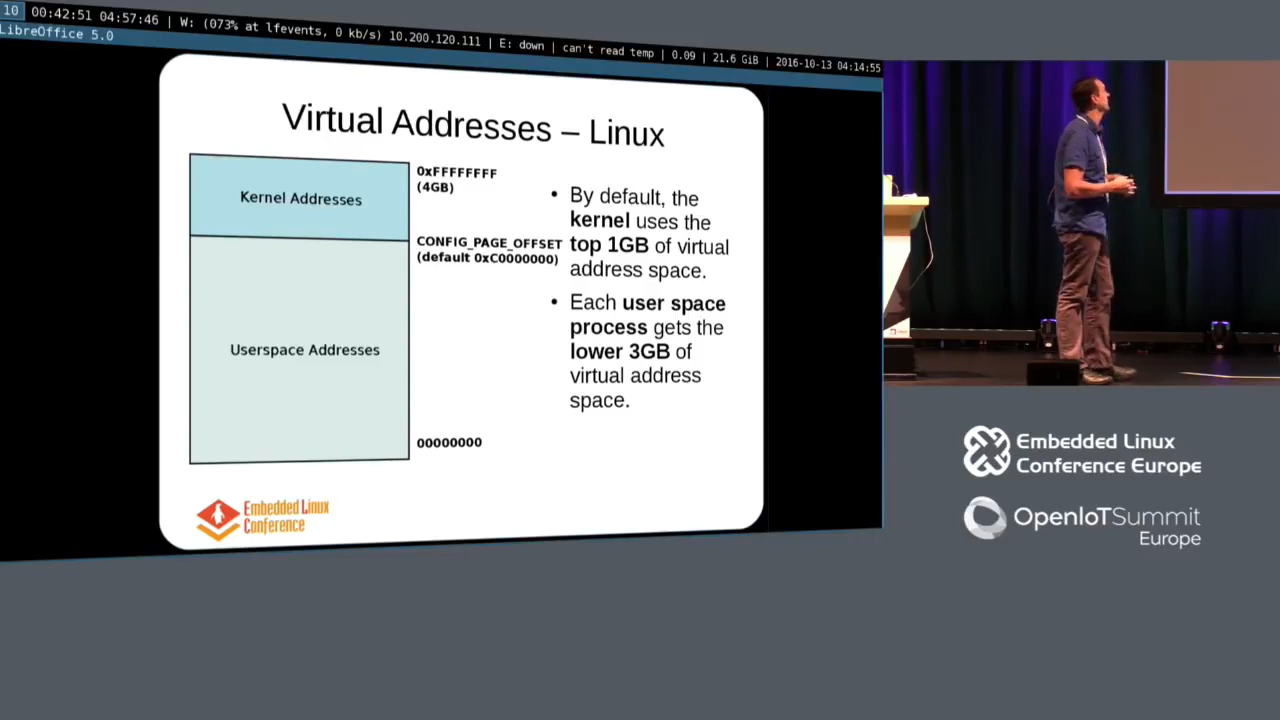 10 00:42:51 04:57:46 | W: (073% at lfevents, 0 kb/s) 10.200.120.111 | E: down | can't read temp | 0.09 | 21.6 GiB | 2016-10-13 04:14:55
LibreOffice 5.0
Virtual Addresses – Linux
Kernel Addresses
0xFFFFFFFF
(4GB)
CONFIG_PAGE_OFFSET
(default 0xC0000000)
Userspace Addresses
00000000
• By default, the
kernel uses the
top 1GB of virtual
address space.
• Each user space
process gets the
lower 3GB of
virtual address
space.
Embedded Linux
Conference
Embedded Linux
Conference Europe
OpenIoTSummit
Europe